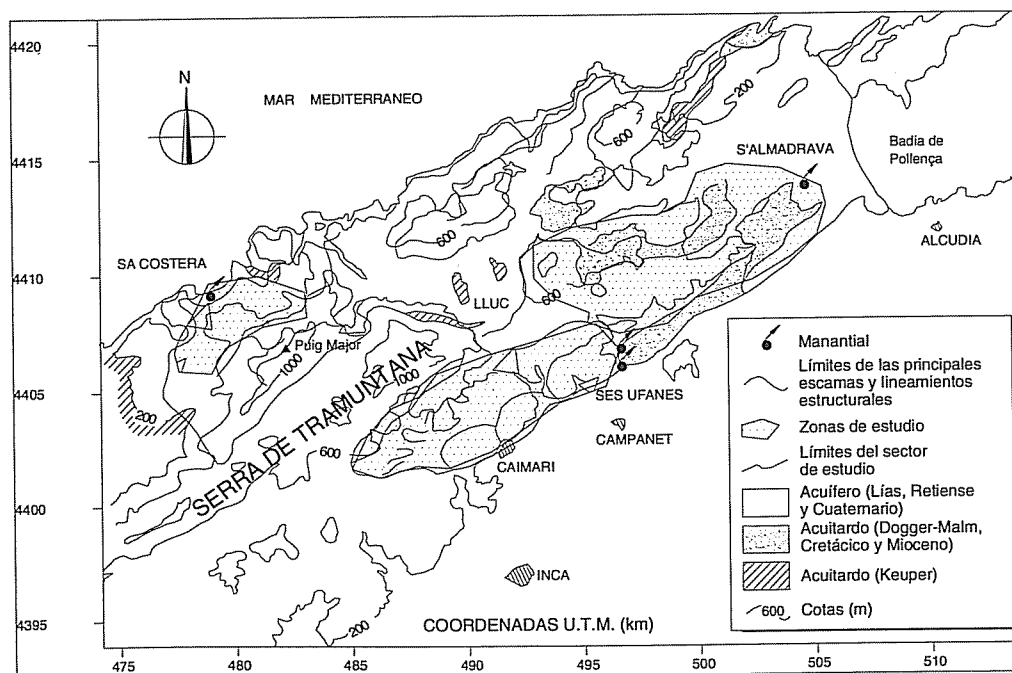 4420
4415
4410
4405
4400
4395
475
480
485
490
495
500
505
510
N
MAR MEDITERRANEO
200
600
S'ALMADRAVA
Badia de
Pollença
600
ALCUDIA
SA COSTERA
LLUC
600
Puig Major
1000
000
SERRA DE TRAMUNTANA
200
SES UFANES
CAMPANET
600
CAIMARI
INCA
200
COORDENADAS U.T.M. (km)
Manantial
Límites de las principales
escamas y lineamientos
estructurales
Zonas de estudio
Límites del sector
de estudio
Acuífero (Lías, Retiense
y Cuaternario)
Acuitardo (Dogger-Malm,
Cretácico y Mioceno)
Acuitardo (Keuper)
600
Cotas (m)